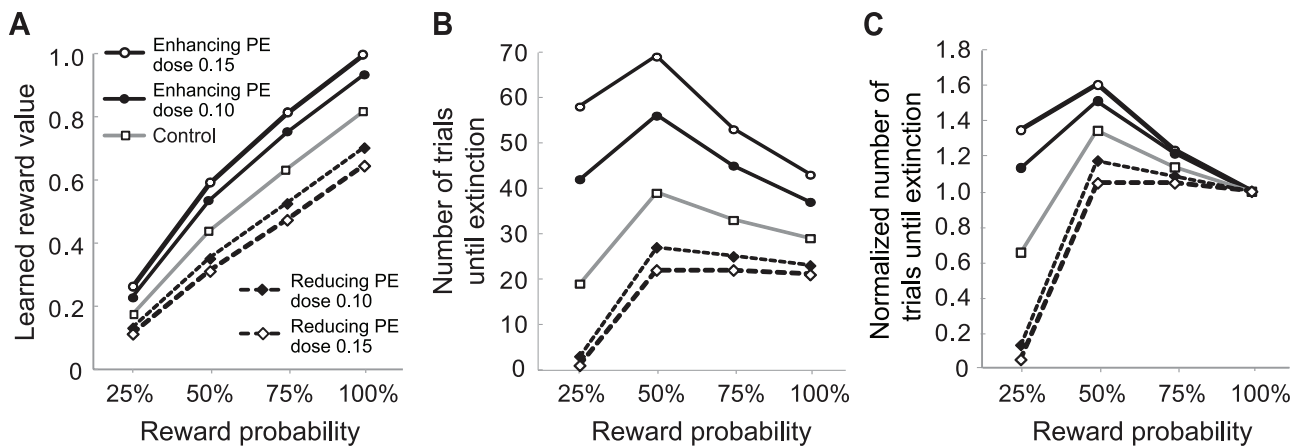 A
Learned reward value
1.0
0.8
0.6
0.4
0.2
0
Enhancing PE
dose 0.15
Enhancing PE
dose 0.10
Control
Reducing PE
dose 0.10
Reducing PE
dose 0.15
25% 50% 75% 100%
Reward probability
B
Number of trials
until extinction
70
60
50
40
30
20
10
0
25% 50% 75% 100%
Reward probability
C
Normalized number of
trials until extinction
1.8
1.6
1.4
1.2
1.0
0.8
0.6
0.4
0.2
0
25% 50% 75% 100%
Reward probability